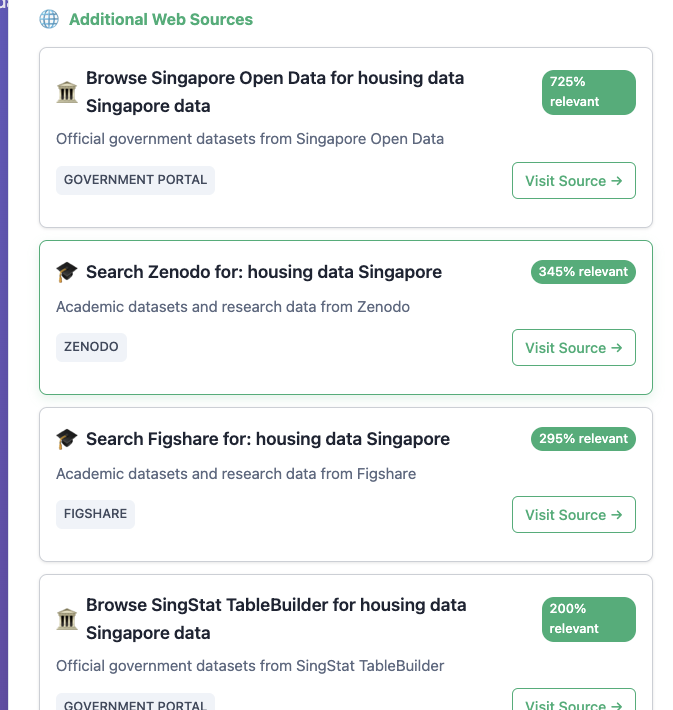 Additional Web Sources
Browse Singapore Open Data for housing data
Singapore data
725%
relevant
Official government datasets from Singapore Open Data
GOVERNMENT PORTAL
Visit Source →
Search Zenodo for: housing data Singapore
345% relevant
Academic datasets and research data from Zenodo
ZENODO
Visit Source →
Search Figshare for: housing data Singapore
295% relevant
Academic datasets and research data from Figshare
FIGSHARE
Visit Source →
Browse SingStat TableBuilder for housing data
Singapore data
200%
relevant
Official government datasets from SingStat TableBuilder
GOVERNMENT PORTAL
Visit Source →